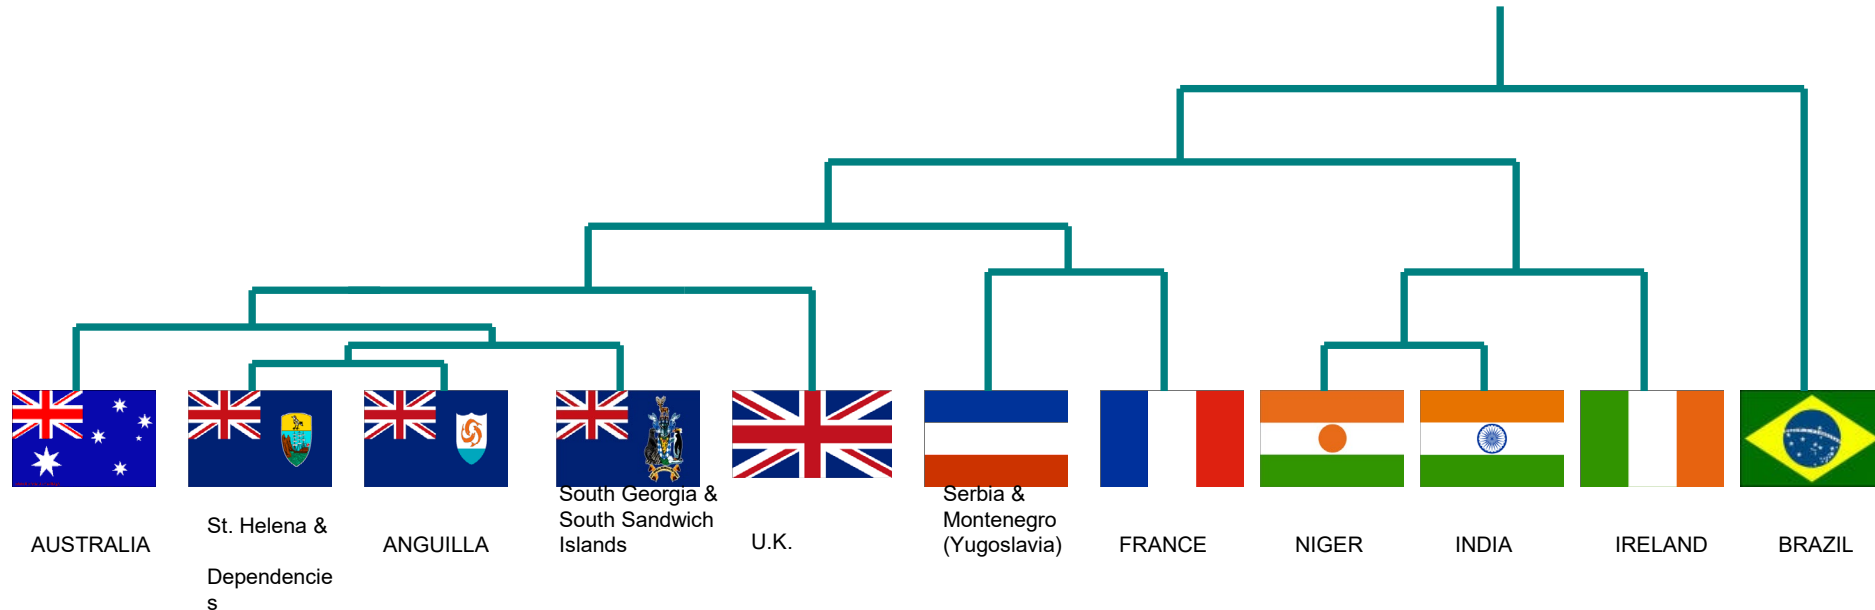 AUSTRALIA
St. Helena &
Dependencie
s
ANGUILLA
South Georgia &
South Sandwich
Islands
U.K.
Serbia &
Montenegro
(Yugoslavia)
FRANCE
NIGER
INDIA
IRELAND
BRAZIL